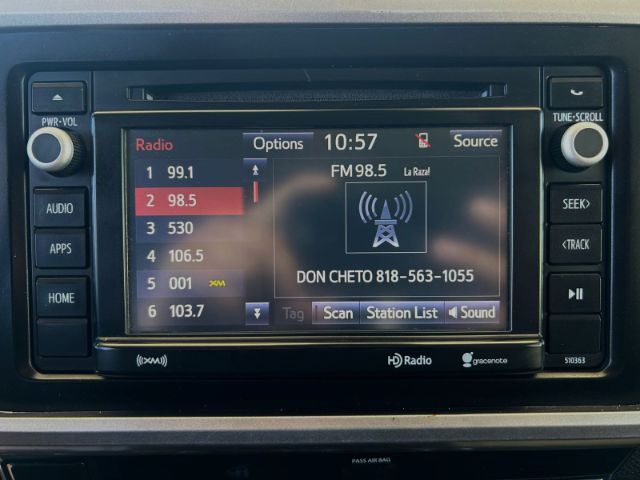 PWR·VOL
AUDIO
APPS
HOME
Radio
Options
10:57
Source
1 99.1
2 98.5
3 530
4 106.5
5 001 XM
6 103.7
FM 98.5 La Raza!
DON CHETO 818-563-1055
Tag
Scan
Station List
Sound
TUNE·SCROLL
SEEK>
<TRACK
((XM))
HD Radio
gracenote
510363
PASS AIR BAG